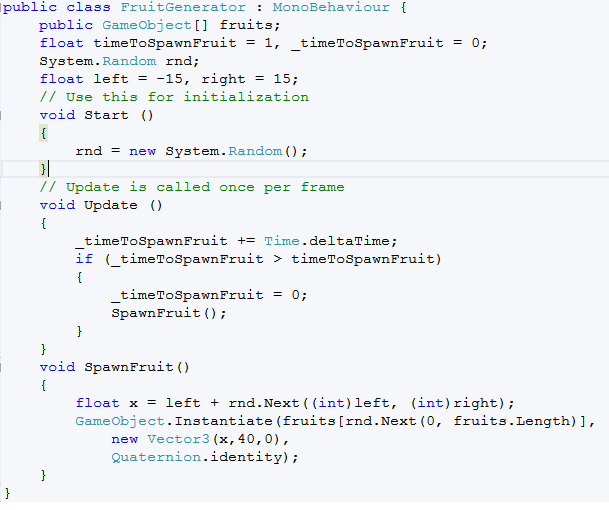 public class FruitGenerator : MonoBehaviour {
    public GameObject[] fruits;
    float timeToSpawnFruit = 1, _timeToSpawnFruit = 0;
    System.Random rnd;
    float left = -15, right = 15;
    // Use this for initialization
    void Start ()
    {
        rnd = new System.Random();
    }
    // Update is called once per frame
    void Update ()
    {
        _timeToSpawnFruit += Time.deltaTime;
        if (_timeToSpawnFruit > timeToSpawnFruit)
        {
            _timeToSpawnFruit = 0;
            SpawnFruit();
        }
    }
    void SpawnFruit()
    {
        float x = left + rnd.Next((int)left, (int)right);
        GameObject.Instantiate(fruits[rnd.Next(0, fruits.Length)],
            new Vector3(x,40,0),
            Quaternion.identity);
    }
}